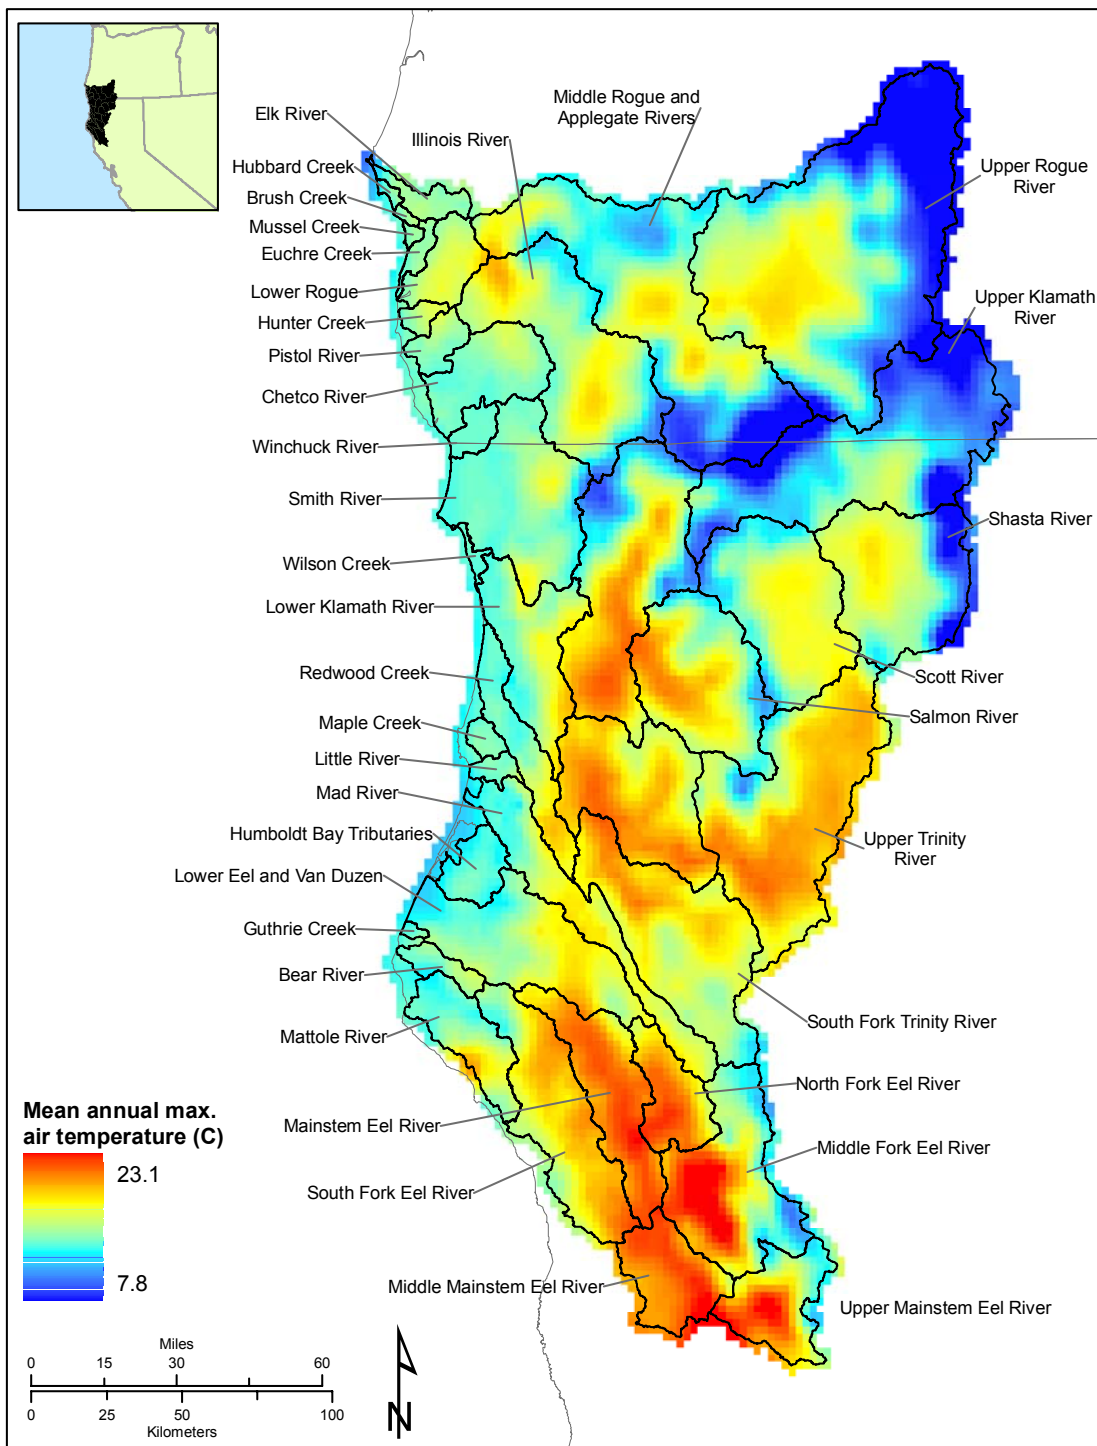 Elk River
Middle Rogue and
Applegate Rivers
Illinois River
Hubbard Creek
Upper Rogue
River
Brush Creek
Mussel Creek
Euchre Creek
Lower Rogue
Upper Klamath
River
Hunter Creek
Pistol River
Chetco River
Winchuck River
Smith River
Shasta River
Wilson Creek
Lower Klamath River
Redwood Creek
Scott River
Maple Creek
Salmon River
Little River
Mad River
Humboldt Bay Tributaries
Upper Trinity
River
Lower Eel and Van Duzen
Guthrie Creek
Bear River
South Fork Trinity River
Mattole River
North Fork Eel River
Mean annual max.
air temperature (C)
23.1
7.8
Mainstem Eel River
Middle Fork Eel River
South Fork Eel River
Middle Mainstem Eel River
Upper Mainstem Eel River
Miles
0 15 30 60
0 25 50 100
Kilometers
N